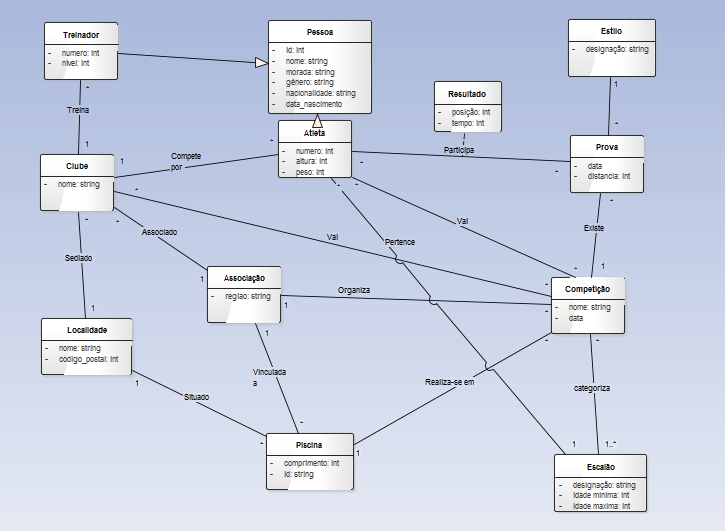 Treinador
- numero: int
- nivel: int
Pessoa
- id: int
- nome: string
- morada: string
- género: string
- nacionalidade: string
- data_nascimento
Estilo
- designação: string
Resultado
- posição: int
- tempo: int
Treina
*
1
1
Compete
por
*
Atleta
- numero: int
- altura: int
- peso: int
*
Participa
*
1
*
Prova
- data
- distancia: int
Clube
- nome: string
*
*
*
Associado
Vai
Pertence
*
*
Vai
Existe
*
1
Sediado
1
1
Associação
- regiao: string
1
Organiza
*
*
*
Competição
- nome: string
- data
*
Localidade
- nome: string
- codigo_postal: int
1
1
Vinculada
a
Situado
Realiza-se em
categoriza
*
*
1
Piscina
- comprimento: int
- id: string
1
1..*
Escalão
- designação: string
- idade minima: int
- idade maxima: int